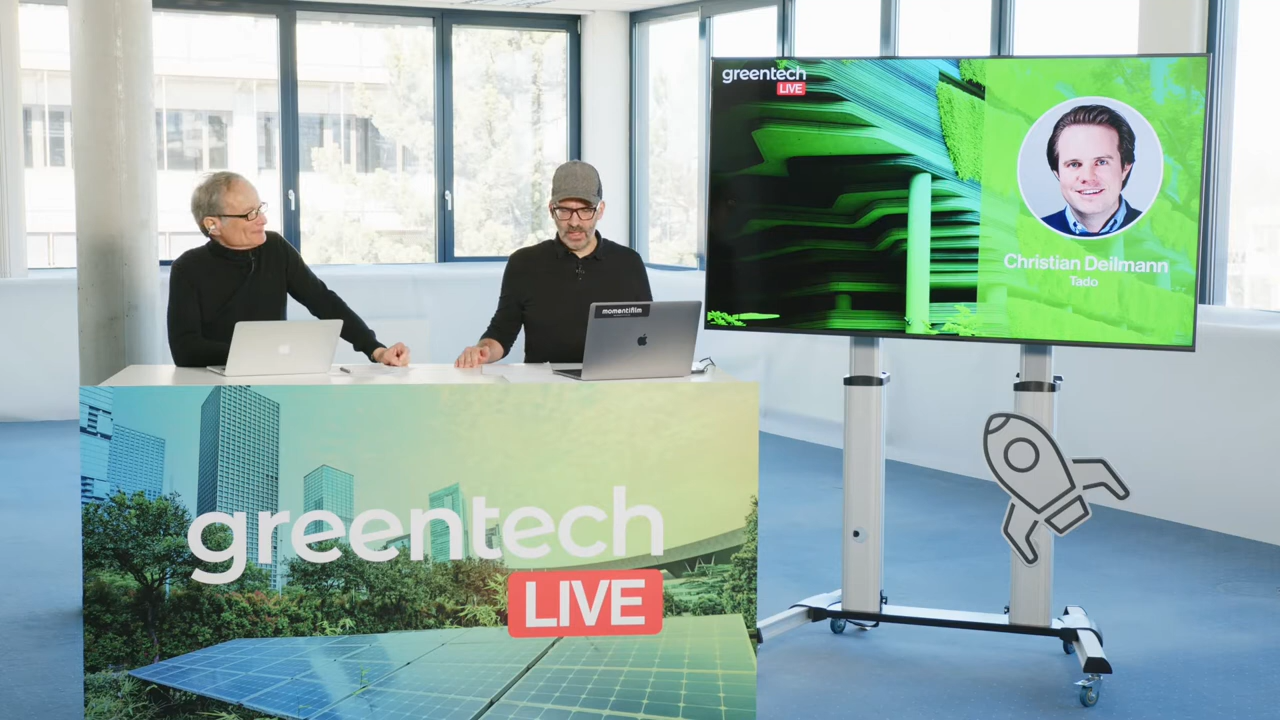 greentech
LIVE
Christian Deilmann
Tado
momentifilm
greentech
LIVE